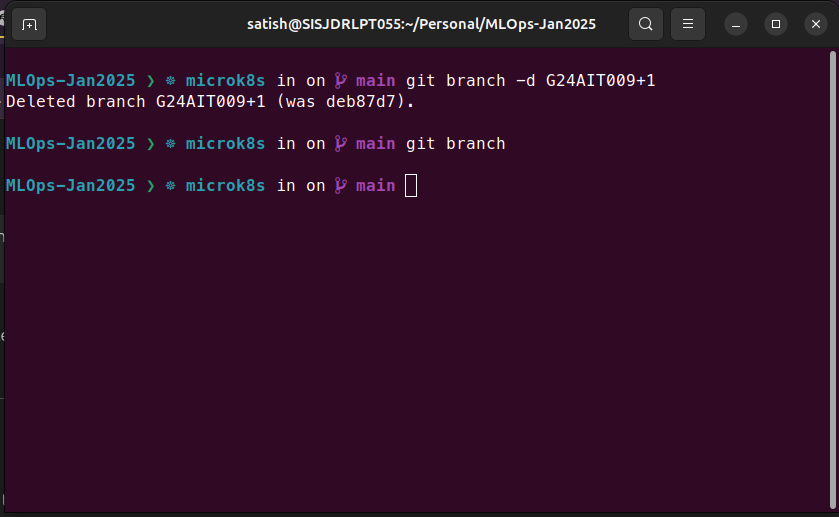 satish@SISJDRLPT055:~/Personal/MLOps-Jan2025
MLOps-Jan2025 ❯ ☸ microk8s in on main git branch -d G24AIT009+1
Deleted branch G24AIT009+1 (was deb87d7).
MLOps-Jan2025 ❯ ☸ microk8s in on main git branch
MLOps-Jan2025 ❯ ☸ microk8s in on main